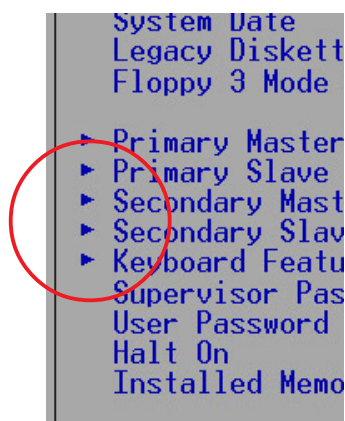 System Date
Legacy Diskett
Floppy 3 Mode
Primary Master
Primary Slave
Secondary Mast
Secondary Slav
Keyboard Featu
Supervisor Pas
User Password
Halt On
Installed Memo